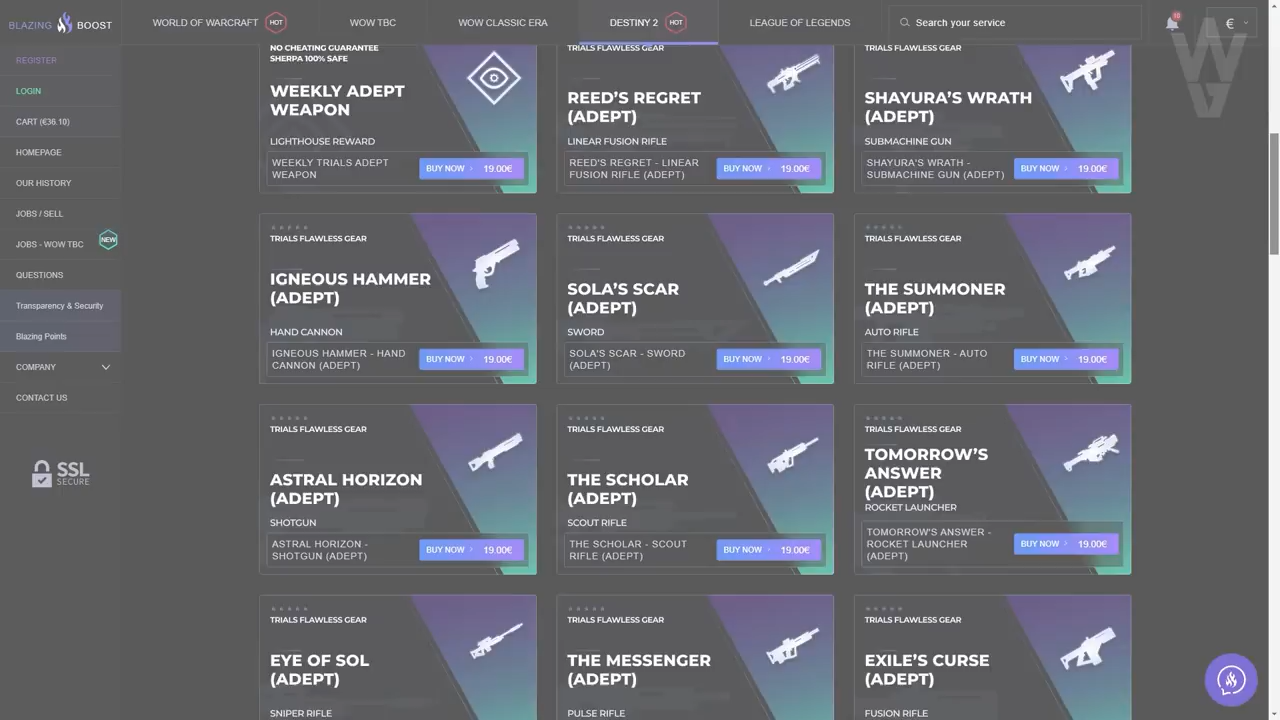 BLAZING BOOST
WORLD OF WARCRAFT HOT
WOW TBC
WOW CLASSIC ERA
DESTINY 2 HOT
LEAGUE OF LEGENDS
Search your service
€
REGISTER
LOGIN
CART (€36.10)
HOMEPAGE
OUR HISTORY
JOBS / SELL
JOBS - WOW TBC NEW
QUESTIONS
Transparency & Security
Blazing Points
COMPANY
CONTACT US
SSL
SECURE
NO CHEATING GUARANTEE
SHERPA 100% SAFE
WEEKLY ADEPT
WEAPON
LIGHTHOUSE REWARD
WEEKLY TRIALS ADEPT
WEAPON
BUY NOW 19.00€
TRIALS FLAWLESS GEAR
REED'S REGRET
(ADEPT)
LINEAR FUSION RIFLE
REED'S REGRET - LINEAR
FUSION RIFLE (ADEPT)
BUY NOW 19.00€
TRIALS FLAWLESS GEAR
SHAYURA'S WRATH
(ADEPT)
SUBMACHINE GUN
SHAYURA'S WRATH -
SUBMACHINE GUN (ADEPT)
BUY NOW 19.00€
TRIALS FLAWLESS GEAR
IGNEOUS HAMMER
(ADEPT)
HAND CANNON
IGNEOUS HAMMER - HAND
CANNON (ADEPT)
BUY NOW 19.00€
TRIALS FLAWLESS GEAR
SOLA'S SCAR
(ADEPT)
SWORD
SOLA'S SCAR - SWORD
(ADEPT)
BUY NOW 19.00€
TRIALS FLAWLESS GEAR
THE SUMMONER
(ADEPT)
AUTO RIFLE
THE SUMMONER - AUTO
RIFLE (ADEPT)
BUY NOW 19.00€
TRIALS FLAWLESS GEAR
ASTRAL HORIZON
(ADEPT)
SHOTGUN
ASTRAL HORIZON -
SHOTGUN (ADEPT)
BUY NOW 19.00€
TRIALS FLAWLESS GEAR
THE SCHOLAR
(ADEPT)
SCOUT RIFLE
THE SCHOLAR - SCOUT
RIFLE (ADEPT)
BUY NOW 19.00€
TRIALS FLAWLESS GEAR
TOMORROW'S
ANSWER
(ADEPT)
ROCKET LAUNCHER
TOMORROW'S ANSWER -
ROCKET LAUNCHER
(ADEPT)
BUY NOW 19.00€
TRIALS FLAWLESS GEAR
EYE OF SOL
(ADEPT)
SNIPER RIFLE
TRIALS FLAWLESS GEAR
THE MESSENGER
(ADEPT)
PULSE RIFLE
TRIALS FLAWLESS GEAR
EXILE'S CURSE
(ADEPT)
FUSION RIFLE